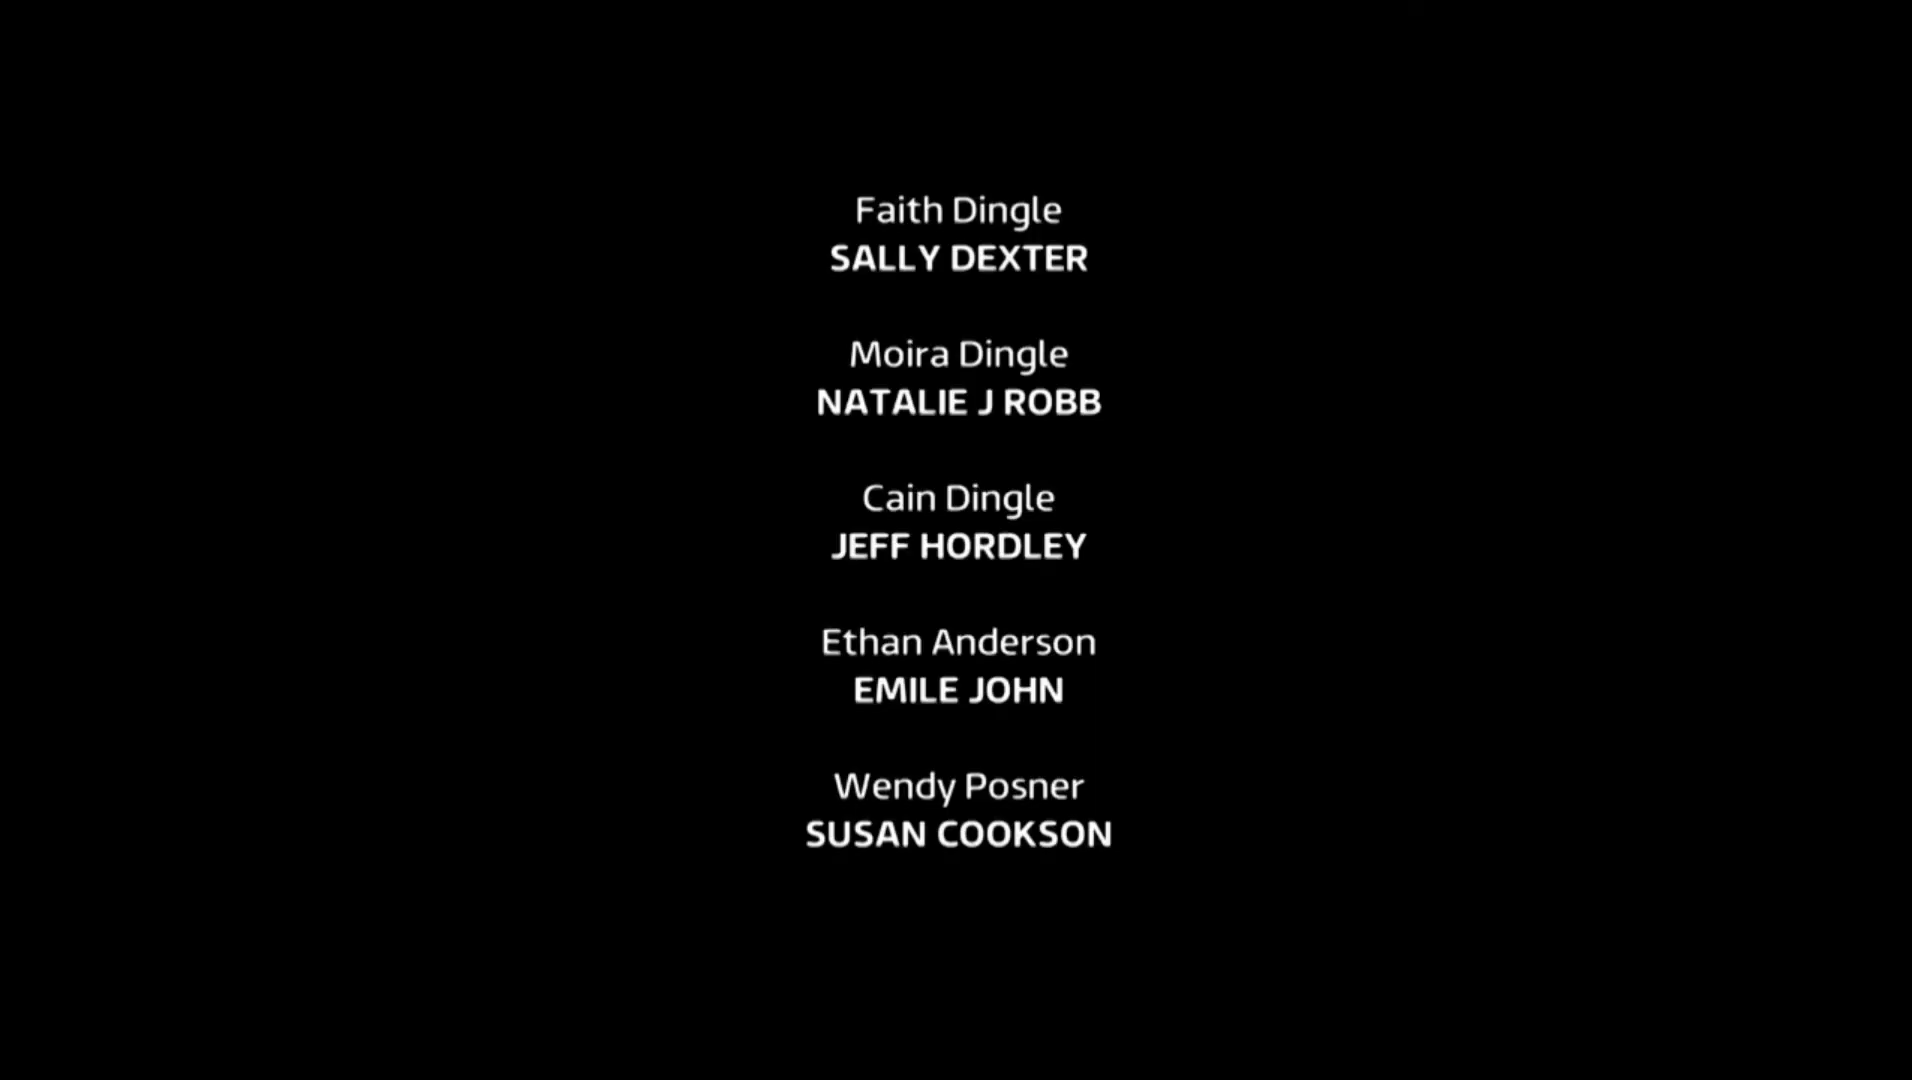 Faith Dingle
SALLY DEXTER
Moira Dingle
NATALIE J ROBB
Cain Dingle
JEFF HORDLEY
Ethan Anderson
EMILE JOHN
Wendy Posner
SUSAN COOKSON